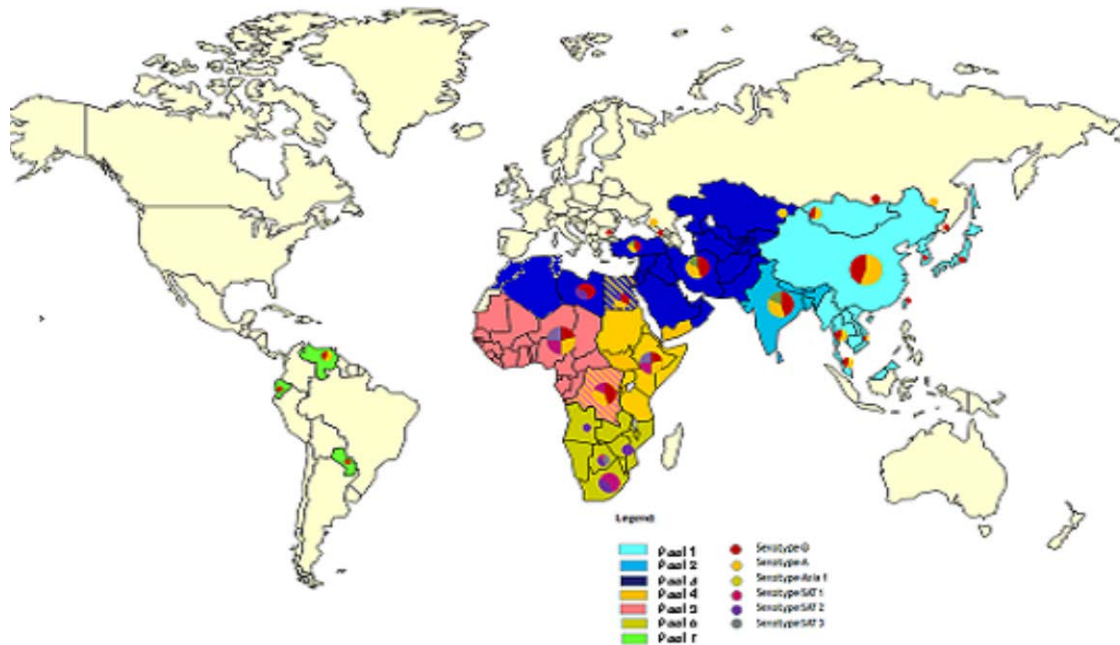 Legend
Pool 1
Pool 2
Pool 3
Pool 4
Pool 5
Pool 6
Pool 7
Serotype O
Serotype A
Serotype Asia 1
Serotype SAT 1
Serotype SAT 2
Serotype SAT 3